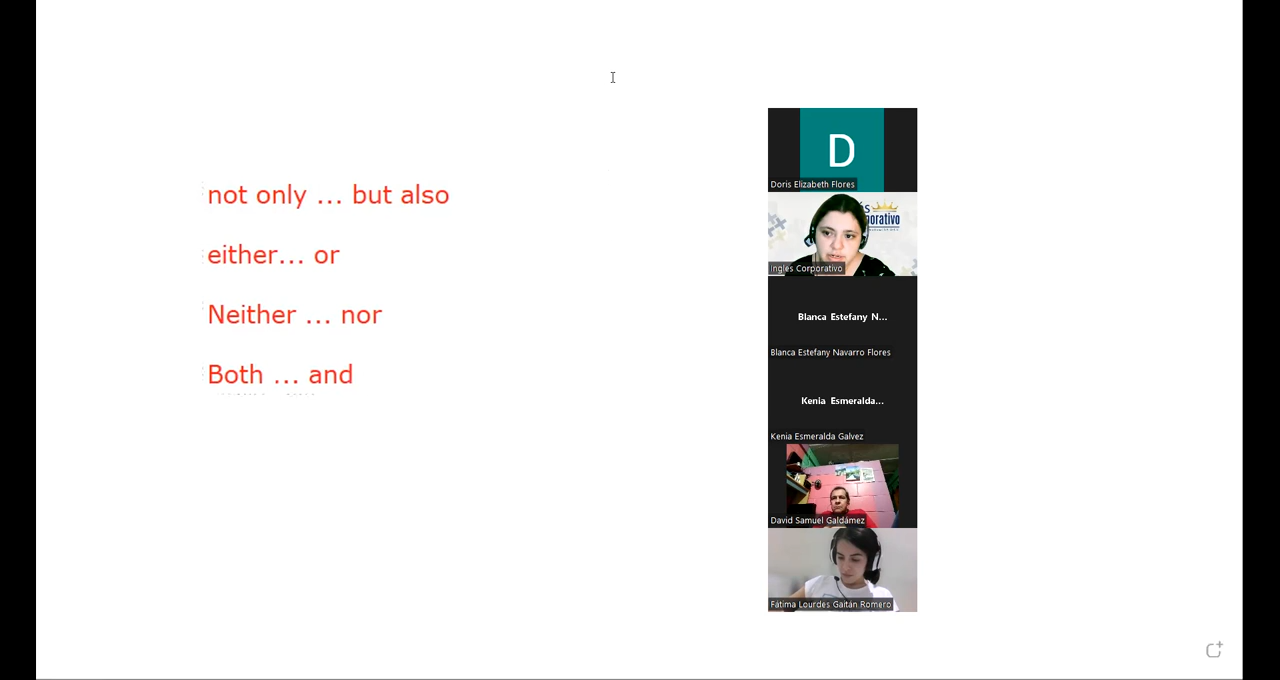 not only ... but also
either... or
Neither ... nor
Both ... and
D
Doris Elizabeth Flores
Inglés Corporativo
Blanca Estefany N...
Blanca Estefany Navarro Flores
Kenia Esmeralda...
Kenia Esmeralda Galvez
David Samuel Galdámez
Fátima Lourdes Gaitán Romero